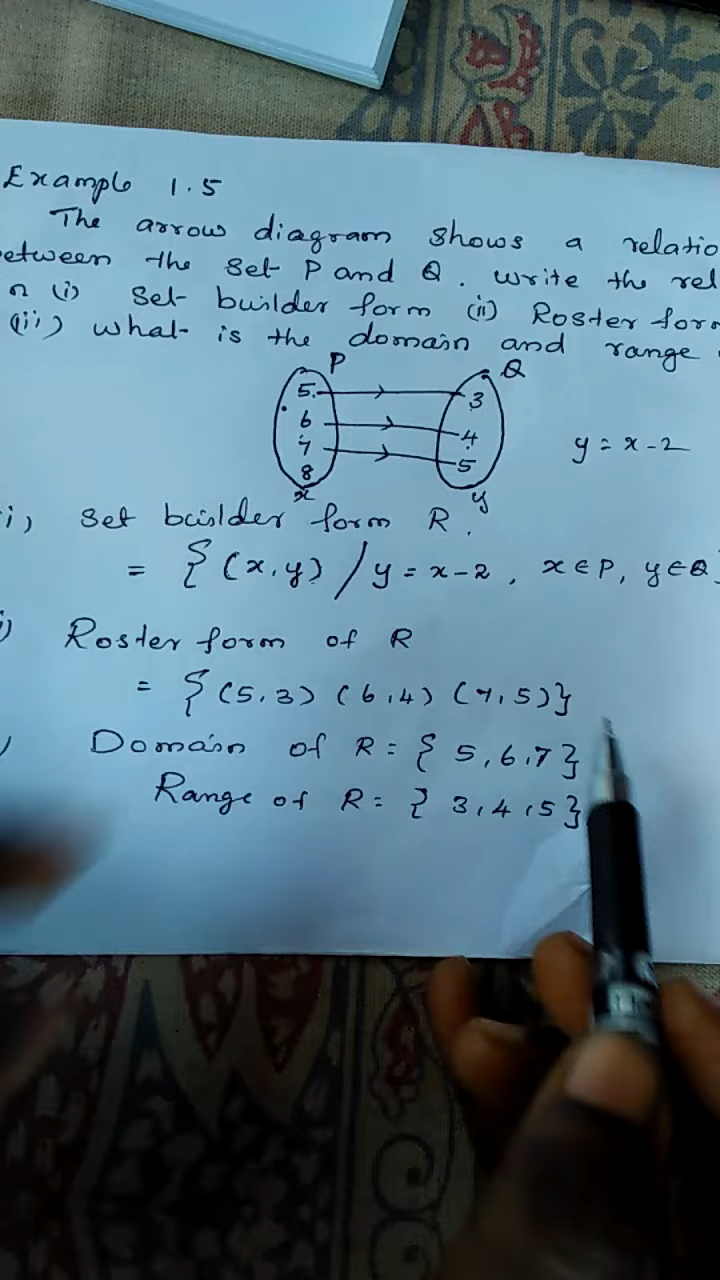 Example 1.5
The arrow diagram shows a relatio
etween the set P and Q. write the rel
n (i) set builder form (ii) Roster form
(iii) what is the domain and range
P Q
5 3
6 4
7 5
8
x y
y = x - 2
i) set builder form R.
= {(x,y) / y = x-2, x ∈ P, y ∈ Q}
i) Roster form of R
= {(5,3) (6,4) (7,5)}
) Domain of R = {5,6,7}
Range of R = {3,4,5}